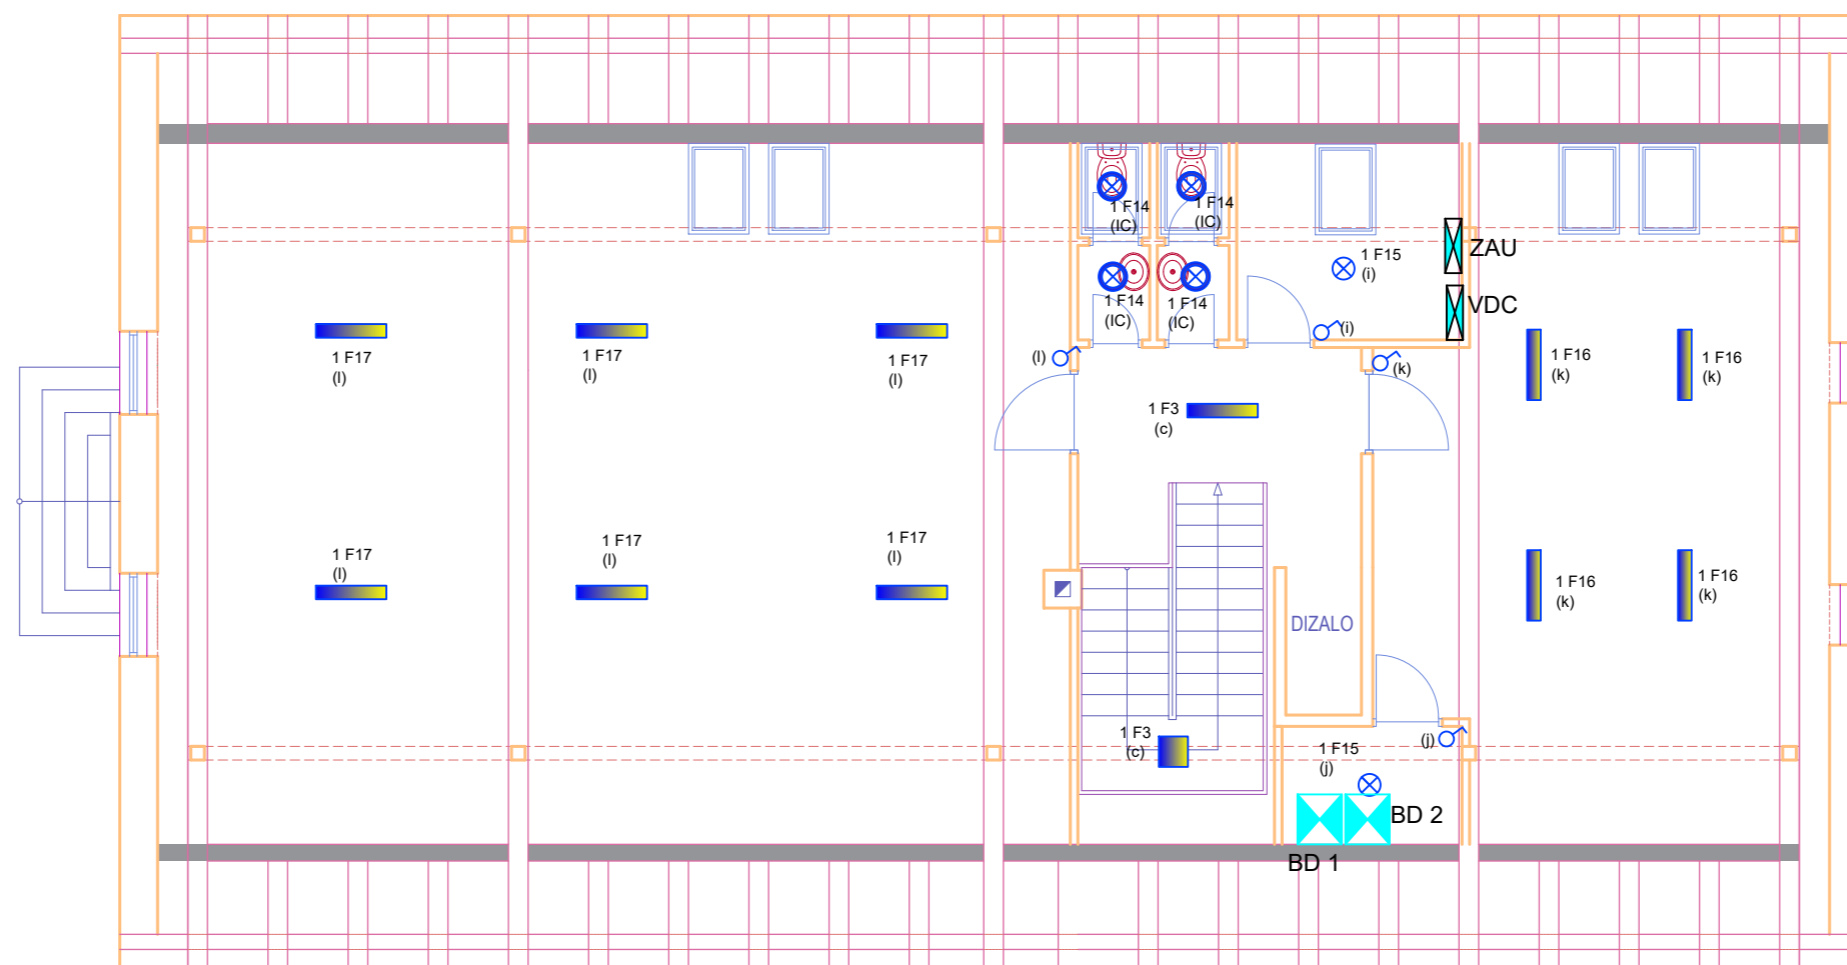 1 F14
(IC)
1 F14
(IC)
ZAU
1 F15
(i)
1 F14
(IC)
1 F14
(IC)
VDC
(i)
1 F17
(l)
1 F17
(l)
1 F17
(l)
(l)
(k)
1 F16
(k)
1 F16
(k)
1 F3
(c)
1 F17
(l)
1 F17
(l)
1 F17
(l)
1 F16
(k)
1 F16
(k)
DIZALO
1 F3
(c)
1 F15
(j)
(j)
BD 2
BD 1